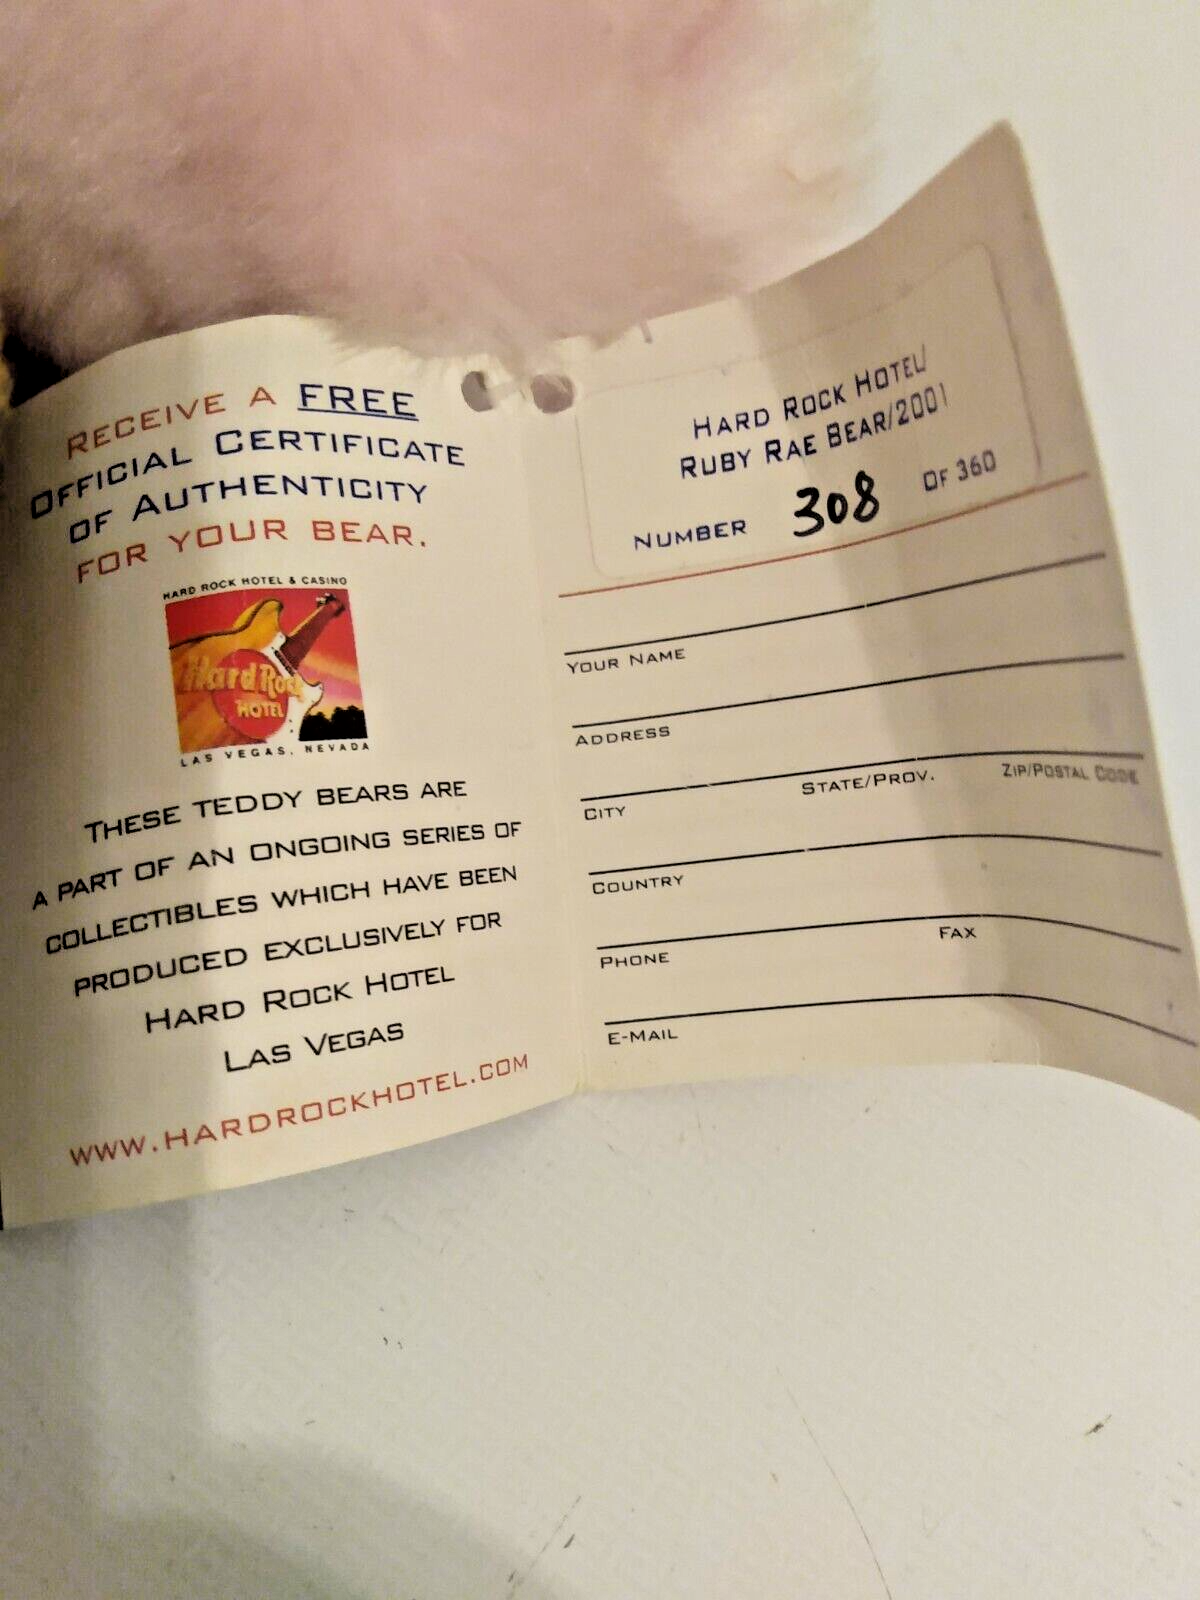 RECEIVE A FREE
OFFICIAL CERTIFICATE
OF AUTHENTICITY
FOR YOUR BEAR.
HARD ROCK HOTEL & CASINO
Hard Rock
HOTEL
LAS VEGAS, NEVADA
THESE TEDDY BEARS ARE
A PART OF AN ONGOING SERIES OF
COLLECTIBLES WHICH HAVE BEEN
PRODUCED EXCLUSIVELY FOR
HARD ROCK HOTEL
LAS VEGAS
WWW.HARDROCKHOTEL.COM
HARD ROCK HOTEL/
RUBY RAE BEAR/2001
NUMBER 308 OF 360
YOUR NAME
ADDRESS
CITY STATE/PROV. ZIP/POSTAL CODE
COUNTRY
PHONE FAX
E-MAIL